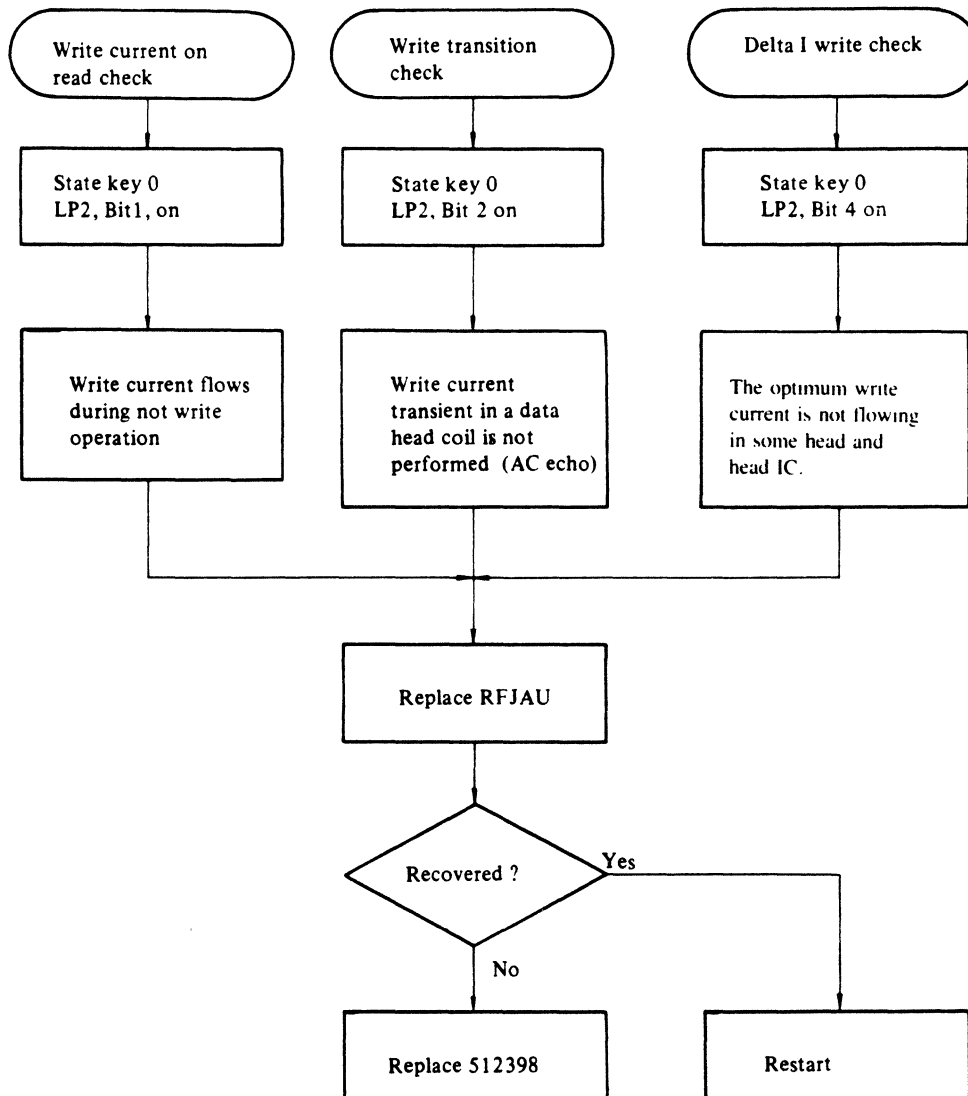 Write current on
read check
Write transition
check
Delta I write check
State key 0
LP2, Bit1, on
State key 0
LP2, Bit 2 on
State key 0
LP2, Bit 4 on
Write current flows
during not write
operation
Write current
transient in a data
head coil is not
performed (AC echo)
The optimum write
current is not flowing
in some head and
head IC.
Replace RFJAU
Recovered ?
Yes
No
Replace 512398
Restart